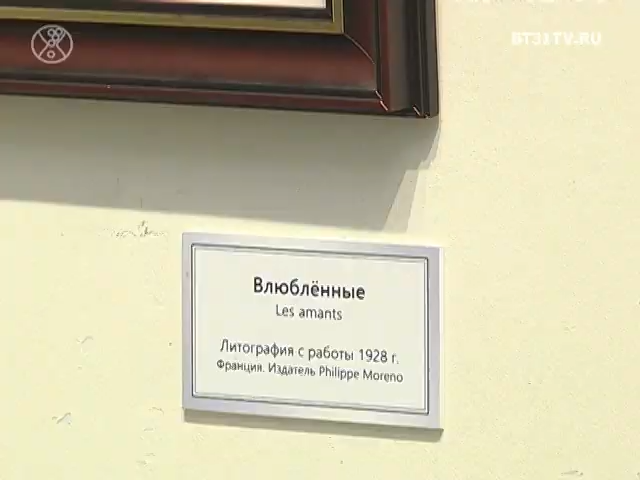 BT31TV.RU
Влюблённые
Les amants
Литография с работы 1928 г.
Франция. Издатель Philippe Moreno